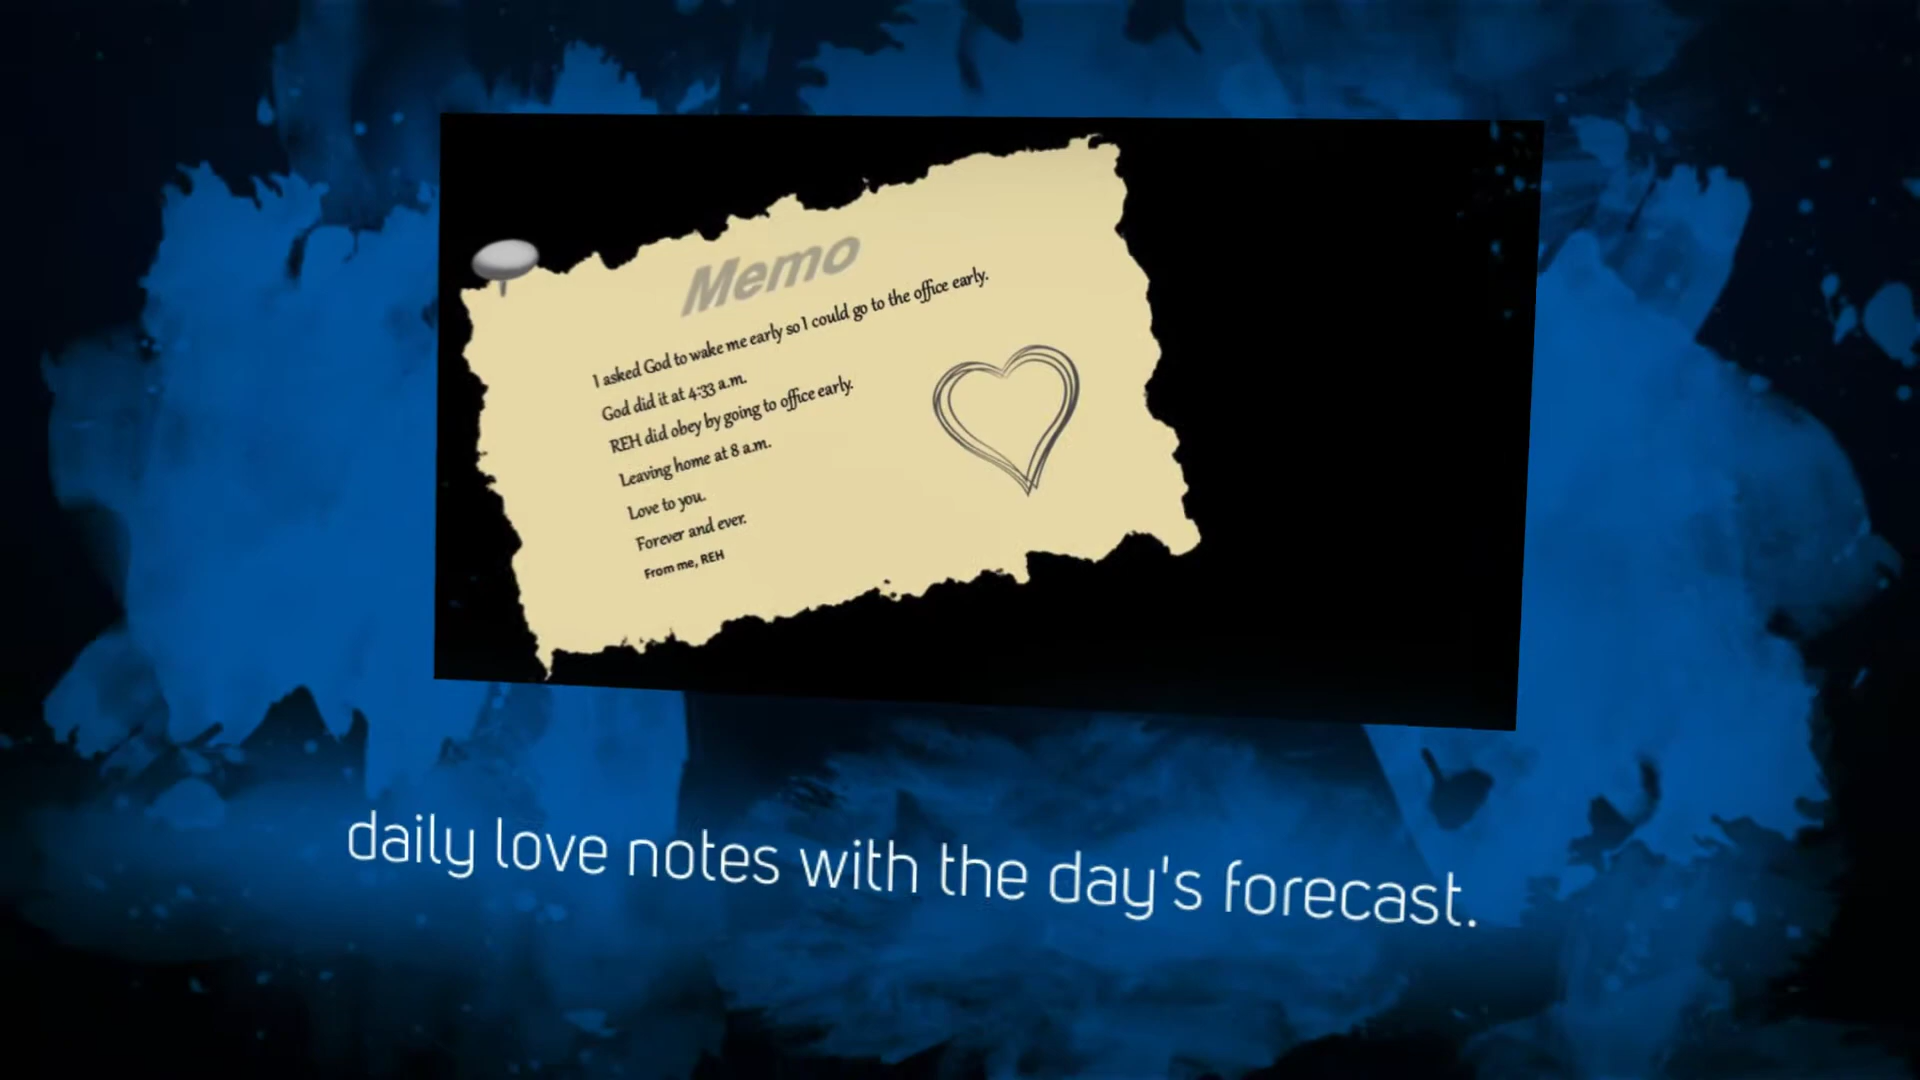 Memo
I asked God to wake me early so I could go to the office early.
God did it at 4:33 a.m.
REH did obey by going to office early.
Leaving home at 8 a.m.
Love to you.
Forever and ever.
From me, REH
daily love notes with the day's forecast.